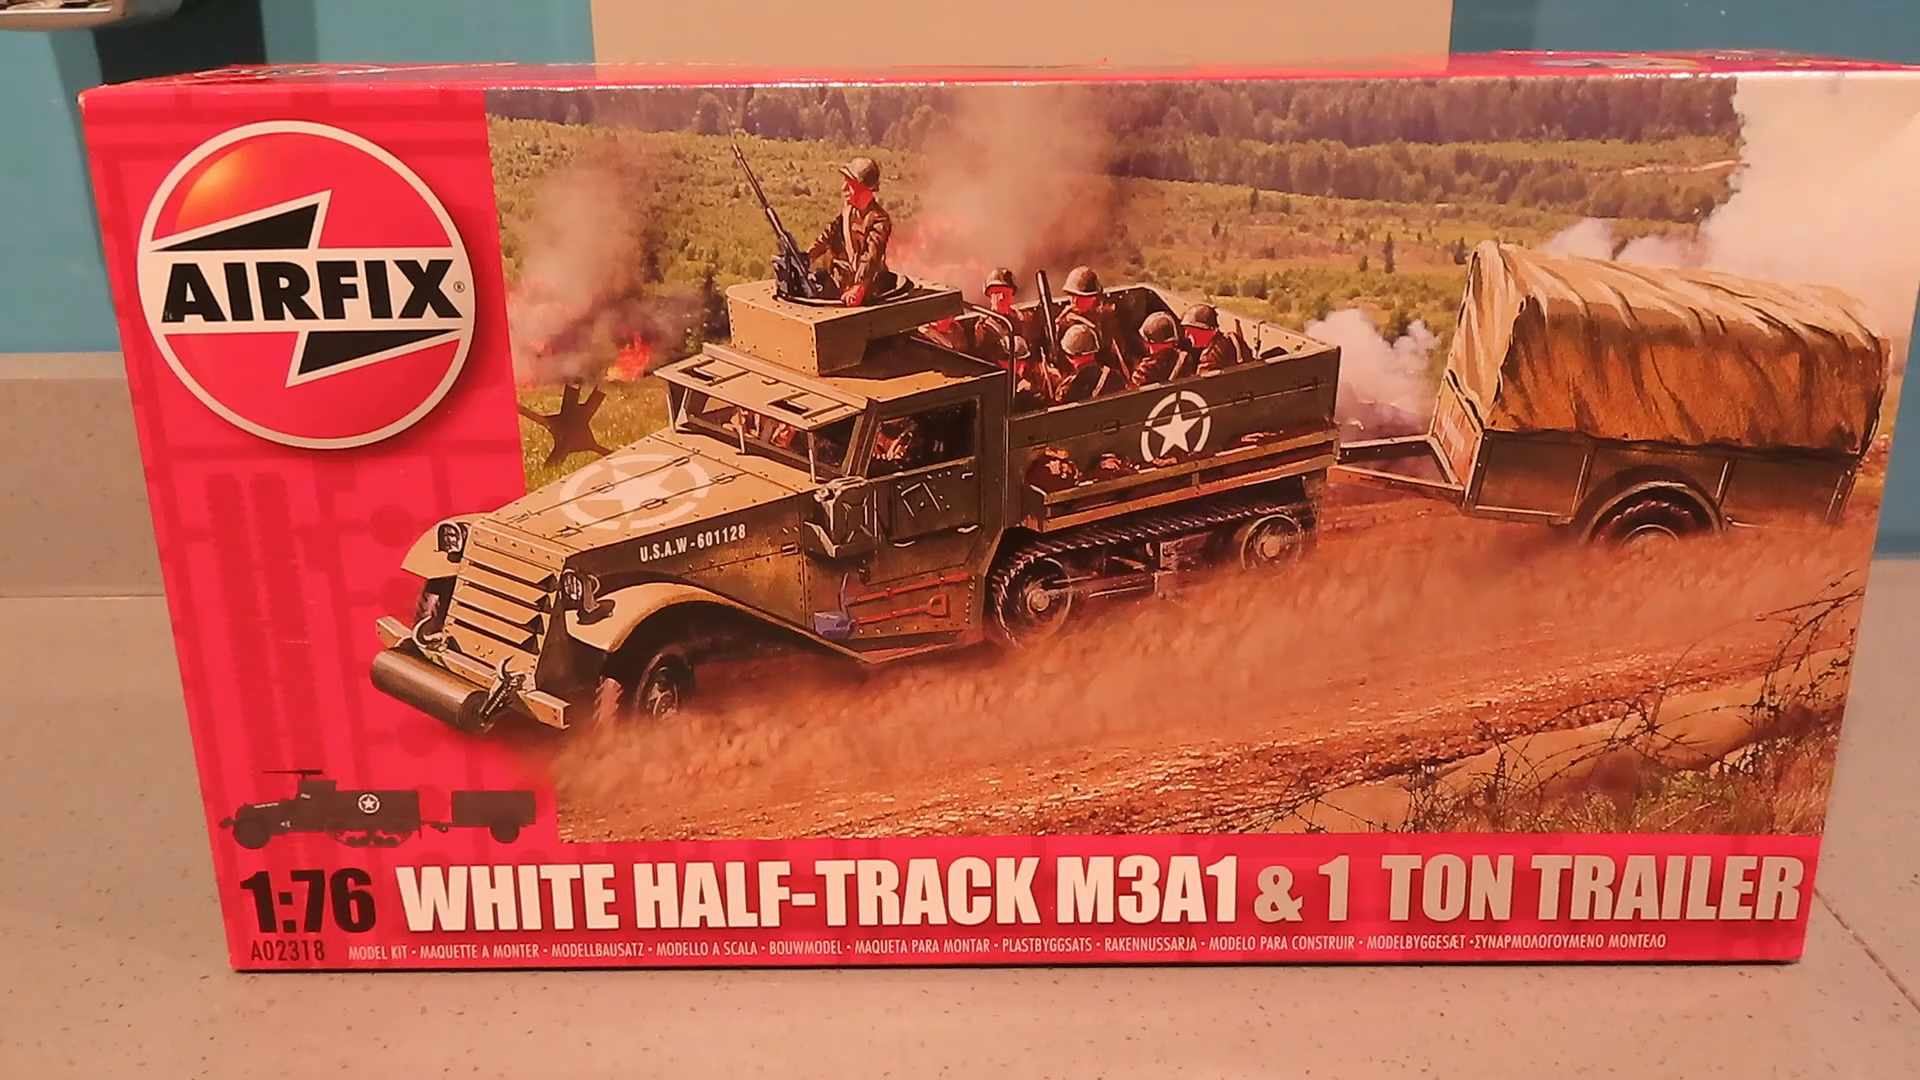 AIRFIX®
U.S.A.W-601128
1:76 WHITE HALF-TRACK M3A1 & 1 TON TRAILER
A02318 MODEL KIT • MAQUETTE A MONTER • MODELLBAUSATZ • MODELLO A SCALA • BOUWMODEL • MAQUETA PARA MONTAR • PLASTBYGGSATS • RAKENNUSSARJA • MODELO PARA CONSTRUIR • MODELBYGGESÆT •ΣΥΝΑΡΜΟΛΟΓΟΥΜΕΝΟ ΜΟΝΤΕΛΟ